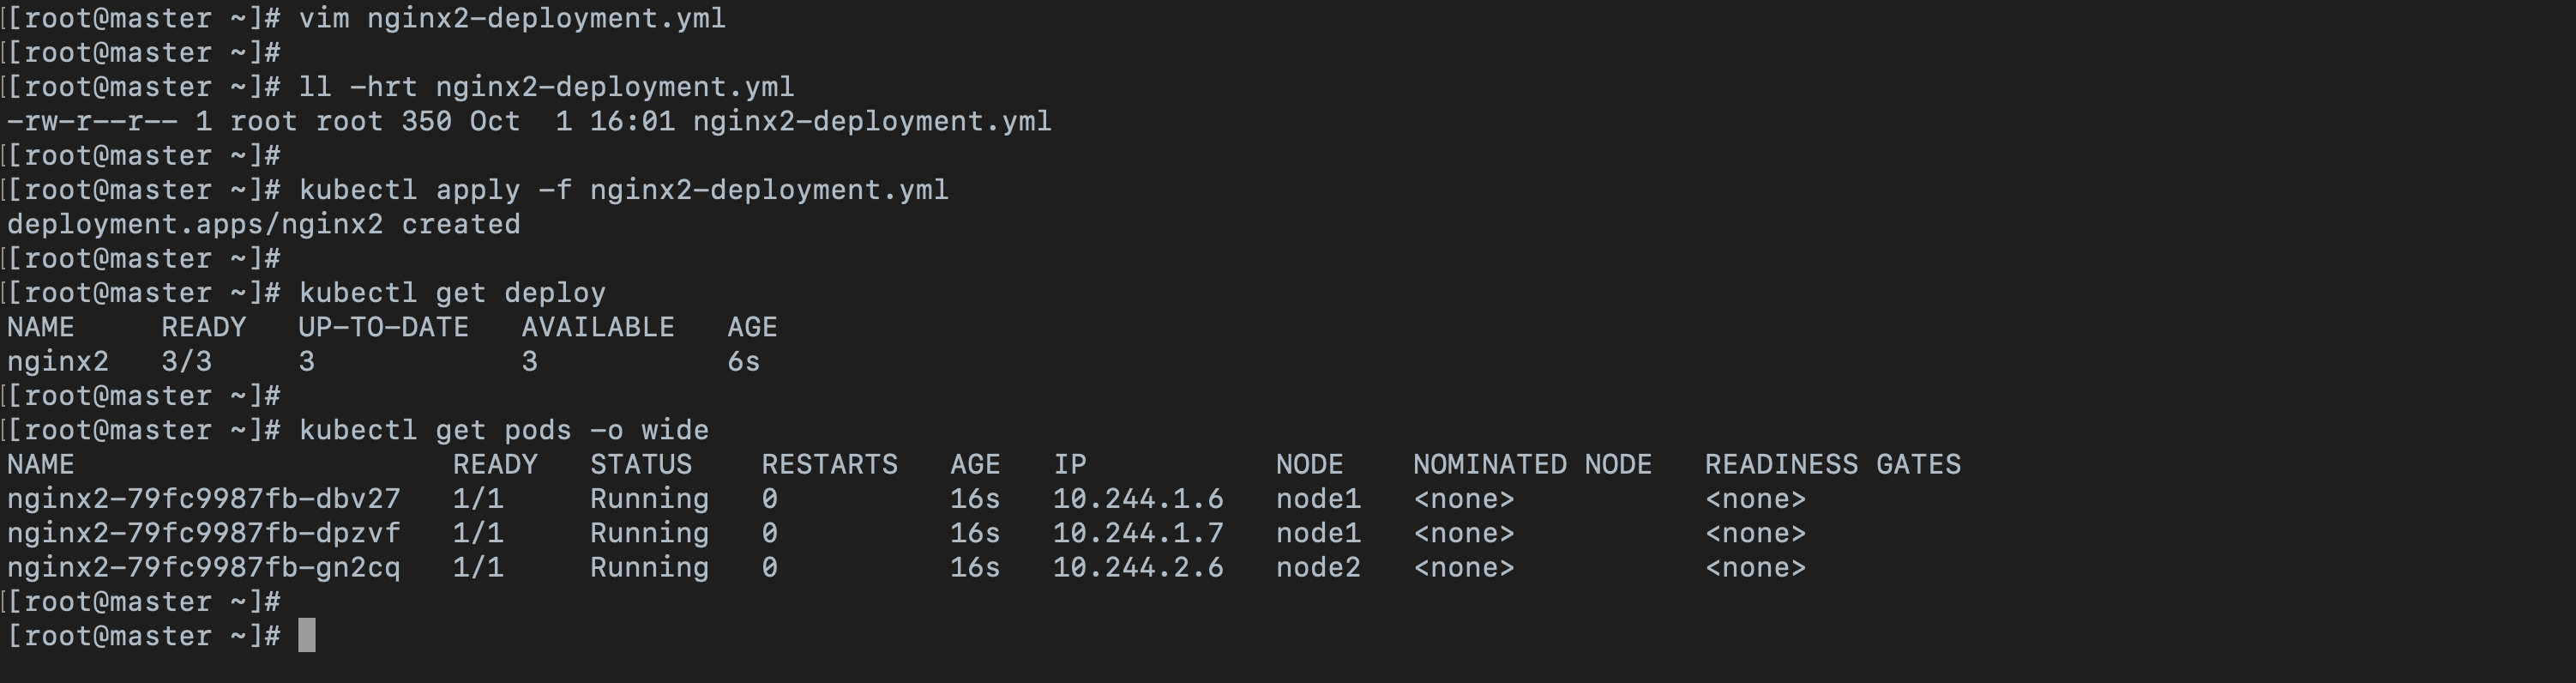 [[root@master ~]# vim nginx2-deployment.yml
[[root@master ~]#
[[root@master ~]# ll -hrt nginx2-deployment.yml
-rw-r--r-- 1 root root 350 Oct  1 16:01 nginx2-deployment.yml
[[root@master ~]#
[[root@master ~]# kubectl apply -f nginx2-deployment.yml
deployment.apps/nginx2 created
[[root@master ~]#
[[root@master ~]# kubectl get deploy
NAME     READY   UP-TO-DATE   AVAILABLE   AGE
nginx2   3/3     3            3           6s
[[root@master ~]#
[[root@master ~]# kubectl get pods -o wide
NAME                      READY   STATUS    RESTARTS   AGE   IP           NODE    NOMINATED NODE   READINESS GATES
nginx2-79fc9987fb-dbv27   1/1     Running   0          16s   10.244.1.6   node1   <none>           <none>
nginx2-79fc9987fb-dpzvf   1/1     Running   0          16s   10.244.1.7   node1   <none>           <none>
nginx2-79fc9987fb-gn2cq   1/1     Running   0          16s   10.244.2.6   node2   <none>           <none>
[[root@master ~]#
[root@master ~]#